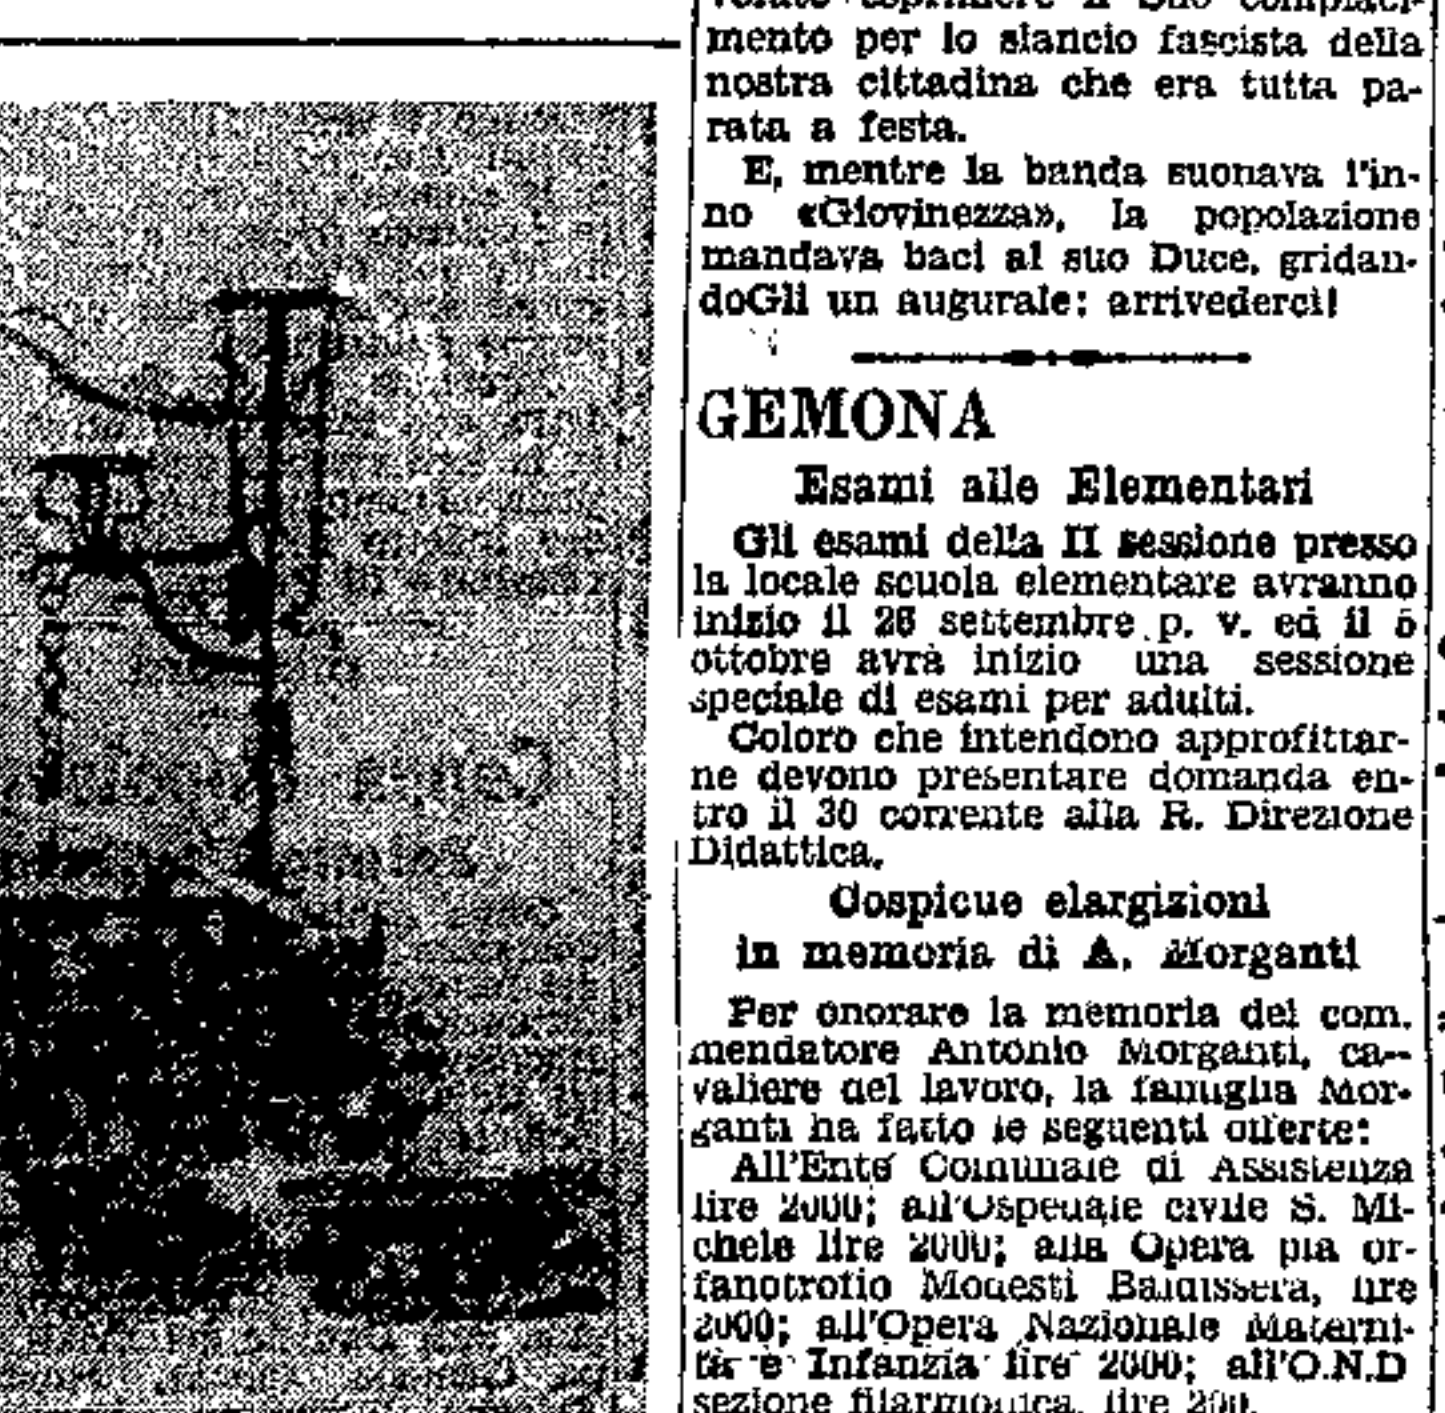 voluto esprimere il Suo compiaci-
mento per lo slancio fascista della
nostra cittadina che era tutta pa-
rata a festa.
E, mentre la banda suonava l'in-
no «Giovinezza», la popolazione
mandava baci al suo Duce, gridan-
doGli un augurale: arrivederci!
GEMONA
Esami alle Elementari
Gli esami della II sessione presso
la locale scuola elementare avranno
inizio il 26 settembre p. v. ed il 5
ottobre avrà inizio una sessione
speciale di esami per adulti.
Coloro che intendono approfittar-
ne devono presentare domanda en-
tro il 30 corrente alla R. Direzione
Didattica.
Cospicue elargizioni
in memoria di A. Morganti
Per onorare la memoria del com.
mendatore Antonio Morganti, ca-
valiere del lavoro, la famiglia Mor-
ganti ha fatto le seguenti offerte:
All'Ente Comunale di Assistenza
lire 2000; all'Ospedale civile S. Mi-
chele lire 2000; alla Opera pia or-
fanotrofio Modesti Baldissera, lire
2000; all'Opera Nazionale Materni-
tà e Infanzia lire 2000; all'O.N.D
sezione filarmonica, lire 200.